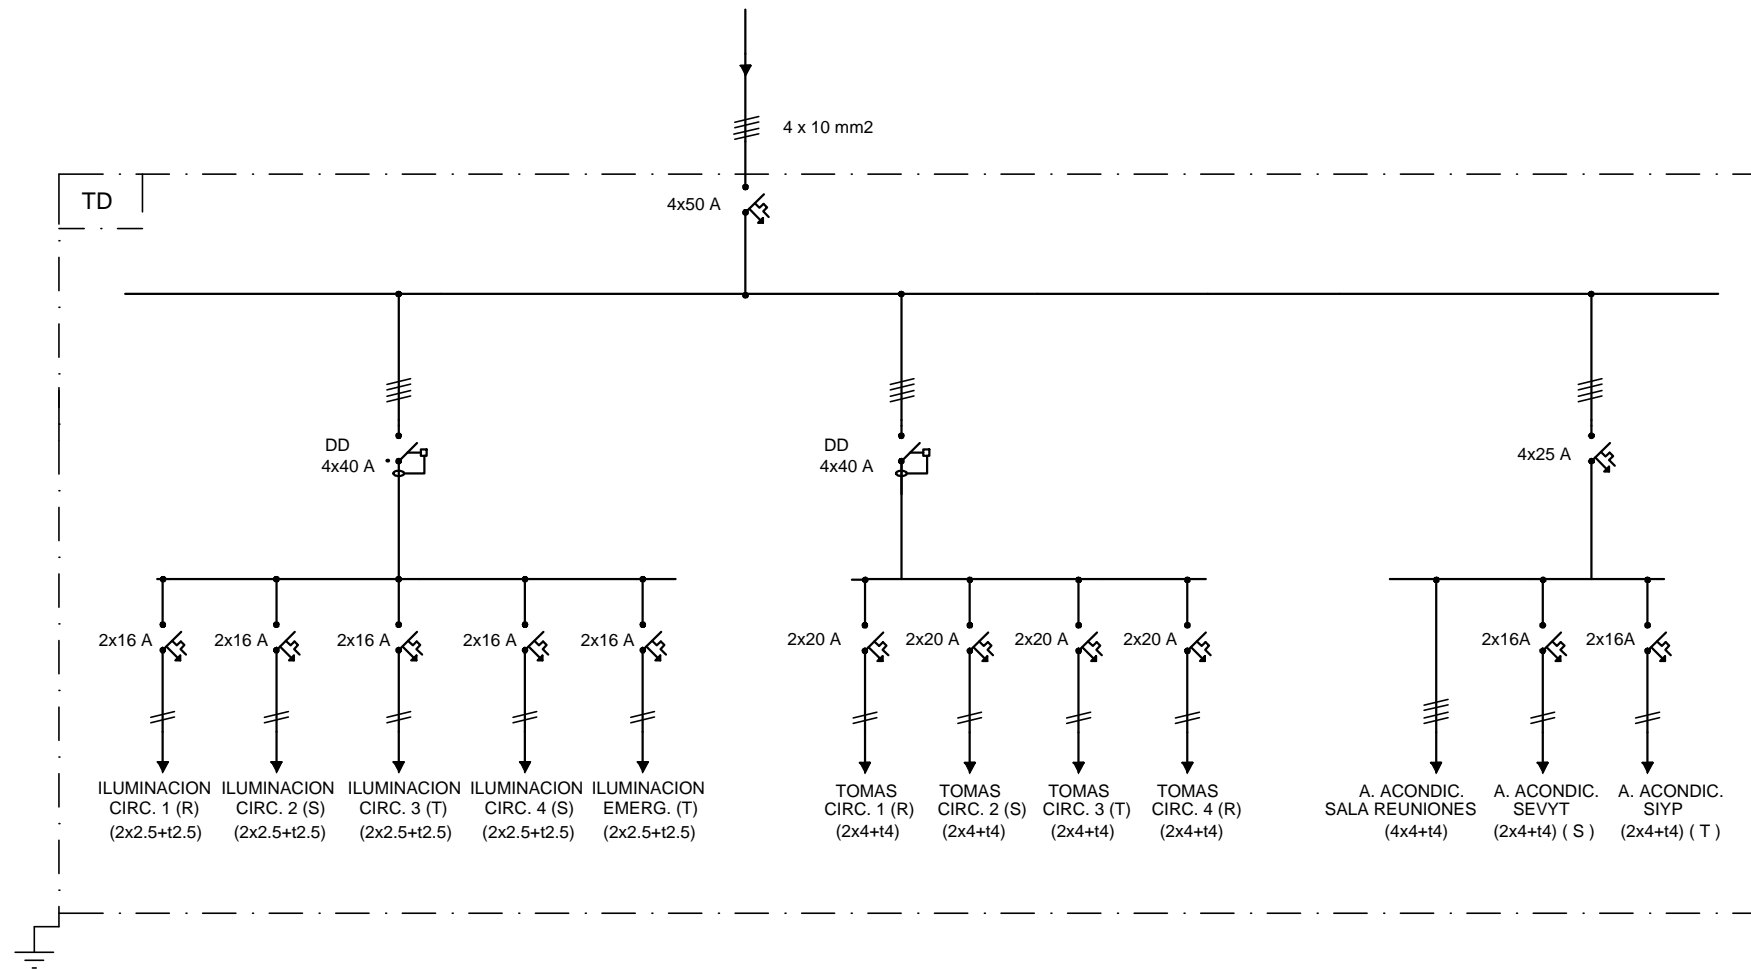 4 x 10 mm2
TD
4x50 A
DD
4x40 A
DD
4x40 A
4x25 A
2x16 A
2x16 A
2x16 A
2x16 A
2x16 A
2x20 A
2x20 A
2x20 A
2x20 A
2x16A
2x16A
ILUMINACION
CIRC. 1 (R)
(2x2.5+t2.5)
ILUMINACION
CIRC. 2 (S)
(2x2.5+t2.5)
ILUMINACION
CIRC. 3 (T)
(2x2.5+t2.5)
ILUMINACION
CIRC. 4 (S)
(2x2.5+t2.5)
ILUMINACION
EMERG. (T)
(2x2.5+t2.5)
TOMAS
CIRC. 1 (R)
(2x4+t4)
TOMAS
CIRC. 2 (S)
(2x4+t4)
TOMAS
CIRC. 3 (T)
(2x4+t4)
TOMAS
CIRC. 4 (R)
(2x4+t4)
A. ACONDIC.
SALA REUNIONES
(4x4+t4)
A. ACONDIC.
SEVYT
(2x4+t4) ( S )
A. ACONDIC.
SIYP
(2x4+t4) ( T )